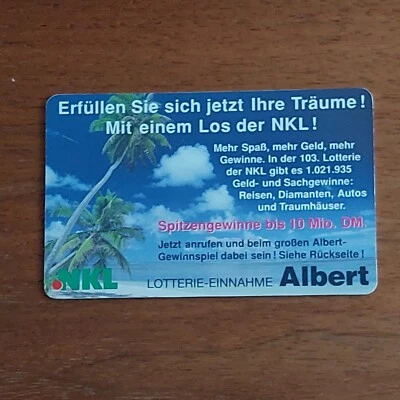 Erfüllen Sie sich jetzt Ihre Träume!
Mit einem Los der NKL!
Mehr Spaß, mehr Geld, mehr
Gewinne. In der 103. Lotterie
der NKL gibt es 1.021.935
Geld- und Sachgewinne:
Reisen, Diamanten, Autos
und Traumhäuser.
Spitzengewinne bis 10 Mio. DM.
Jetzt anrufen und beim großen Albert-
Gewinnspiel dabei sein! Siehe Rückseite!
NKL LOTTERIE-EINNAHME Albert